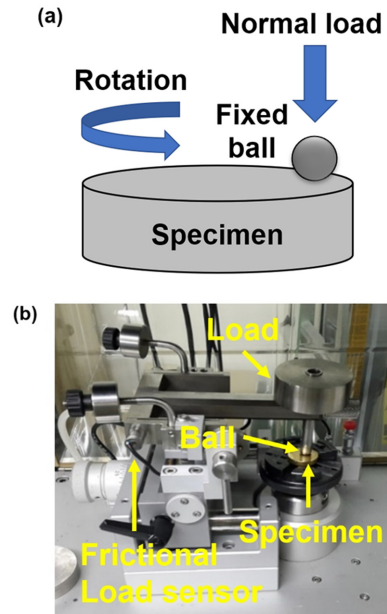 (a)
Normal load
Rotation
Fixed
ball
Specimen
(b)
Load
Ball
Specimen
Frictional
Load sensor